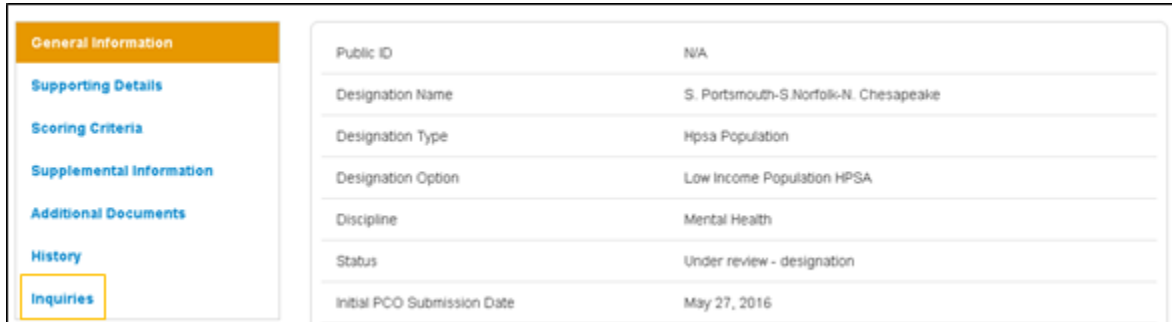 General Information
Supporting Details
Scoring Criteria
Supplemental Information
Additional Documents
History
Inquiries
Public ID N/A
Designation Name S. Portsmouth-S.Norfolk-N. Chesapeake
Designation Type Hpsa Population
Designation Option Low Income Population HPSA
Discipline Mental Health
Status Under review - designation
Initial PCO Submission Date May 27, 2016